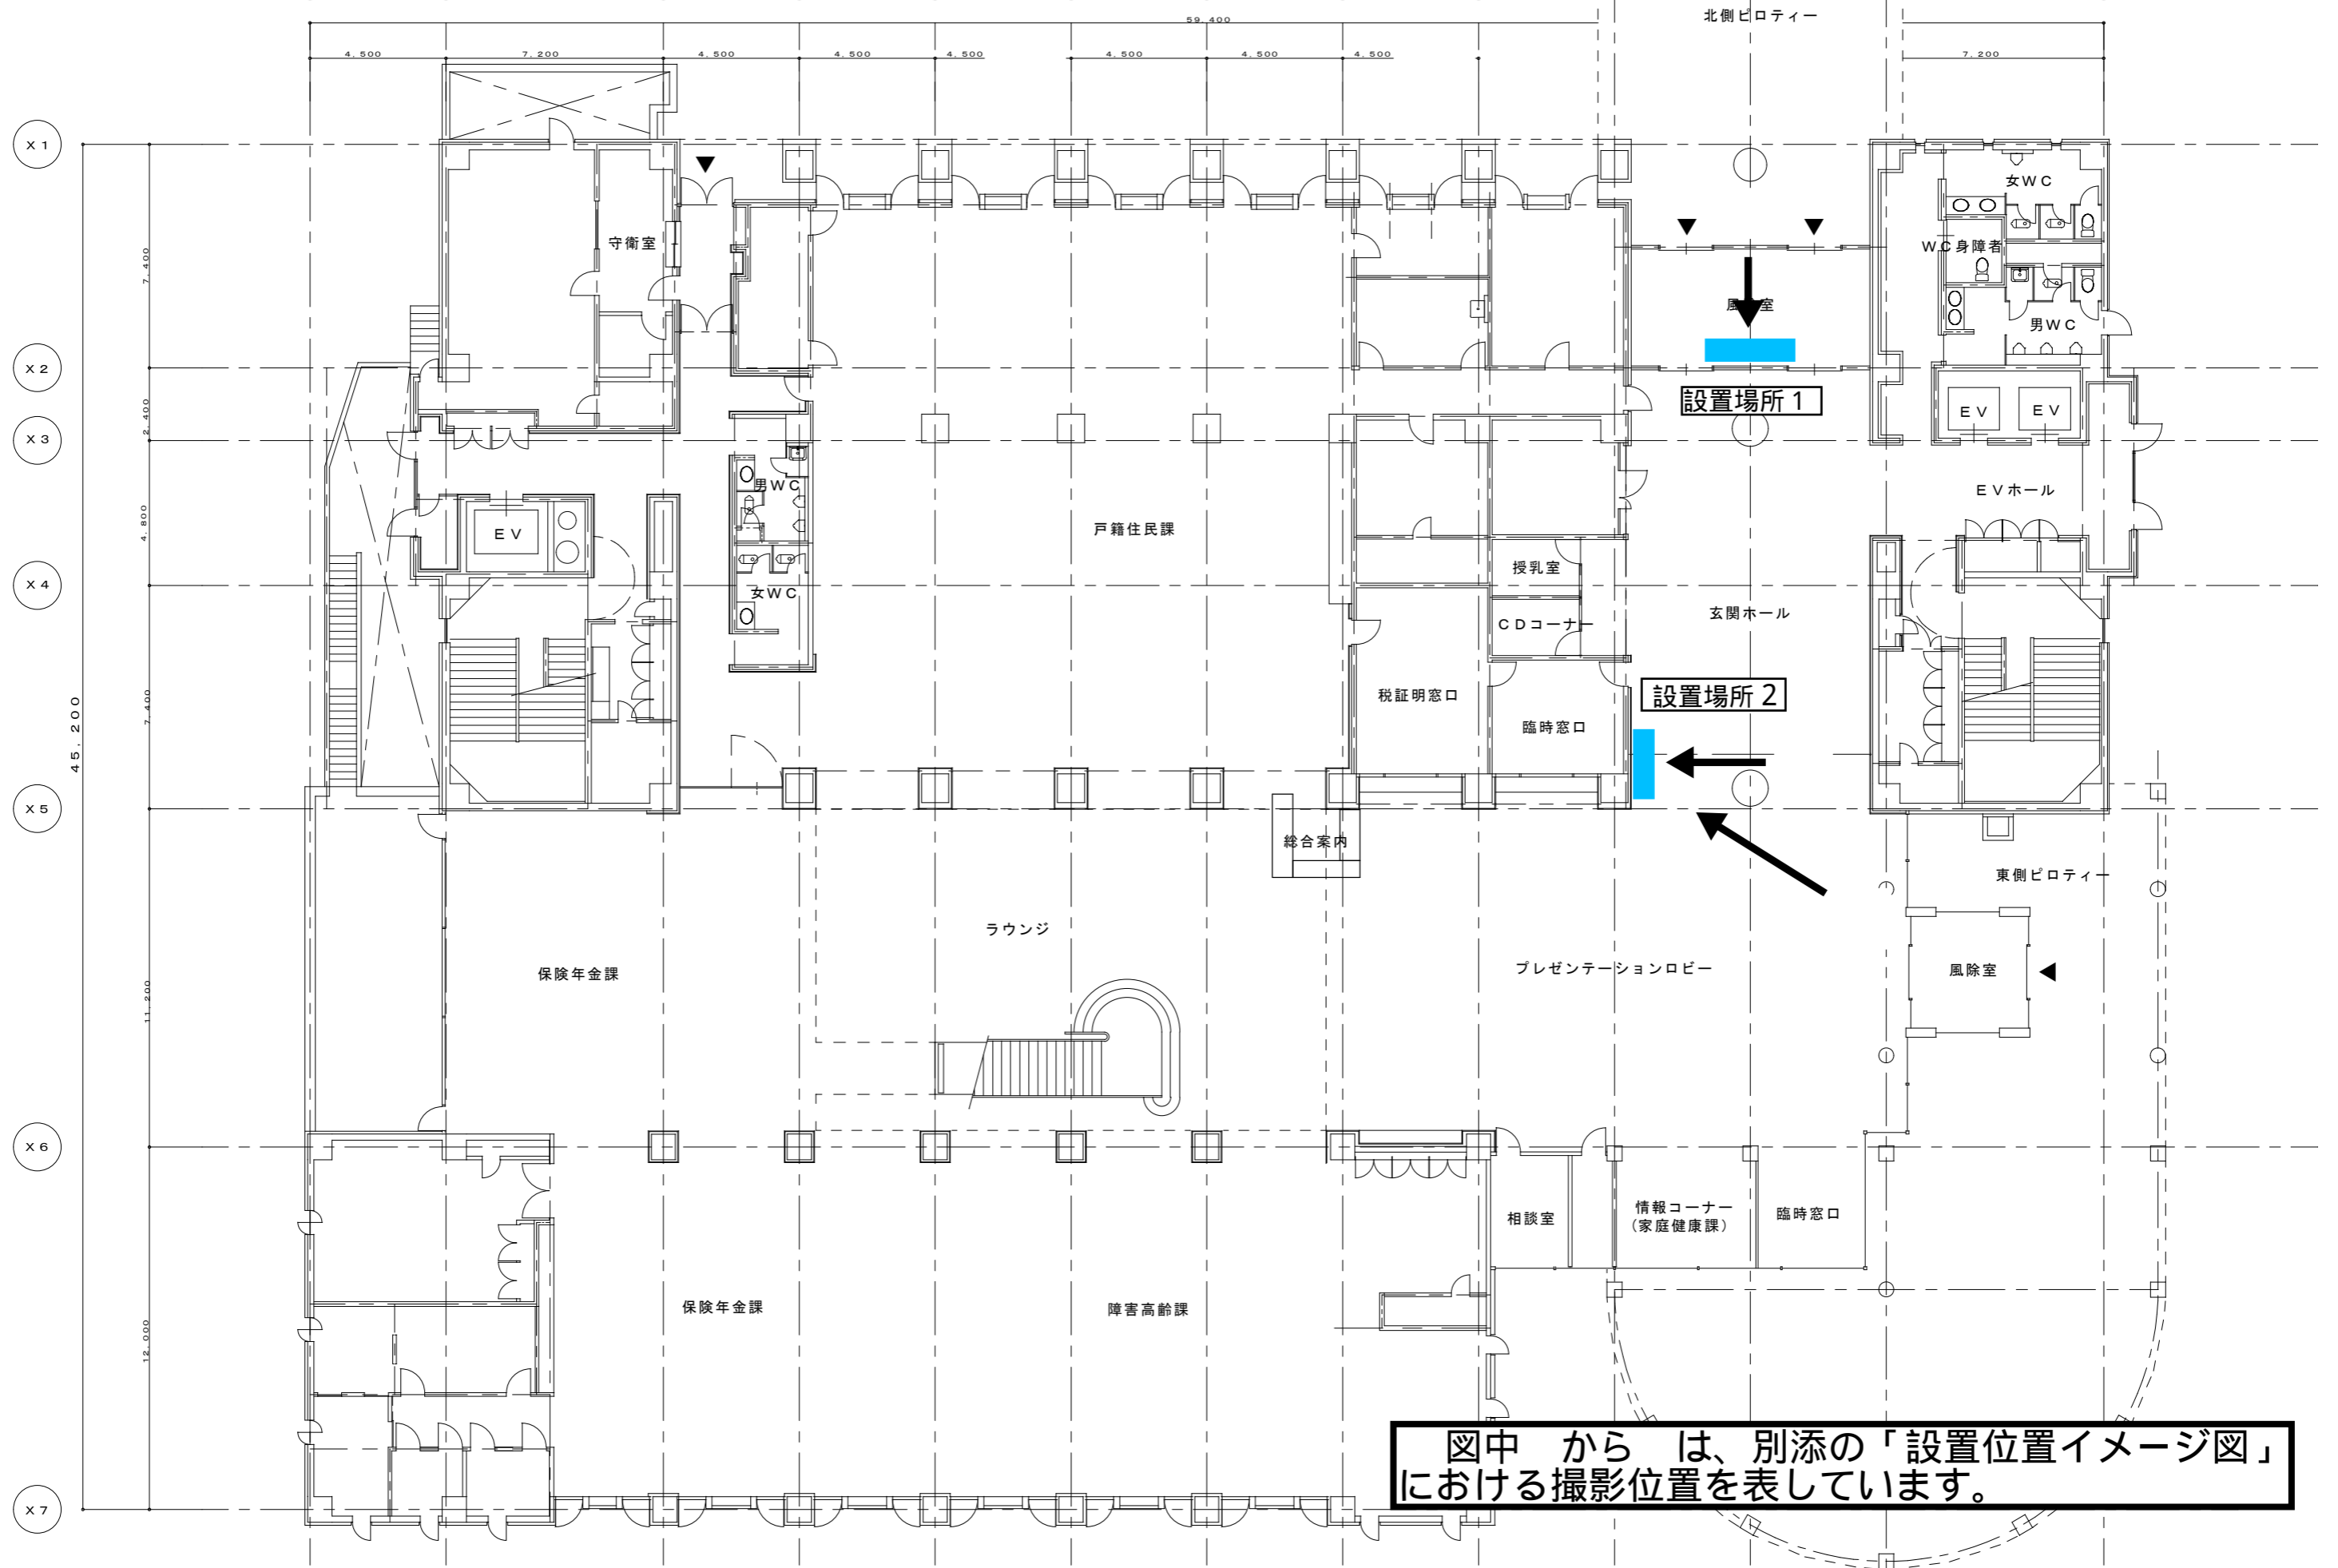 北側ピロティー
59,400
4,500
7,200
4,500
4,500
4,500
4,500
4,500
4,500
7,200
X1
女WC
守衛室
WC身障者
7,400
風除室
男WC
X2
設置場所1
2,400
EV
EV
X3
男WC
EVホール
4,800
EV
戸籍住民課
授乳室
X4
女WC
玄関ホール
CDコーナー
税証明窓口
設置場所2
7,400
臨時窓口
45,200
X5
総合案内
東側ピロティー
ラウンジ
保険年金課
プレゼンテーションロビー
風除室
11,200
X6
相談室
情報コーナー
(家庭健康課)
臨時窓口
保険年金課
障害高齢課
12,000
図中 から は、別添の「設置位置イメージ図」
における撮影位置を表しています。
X7